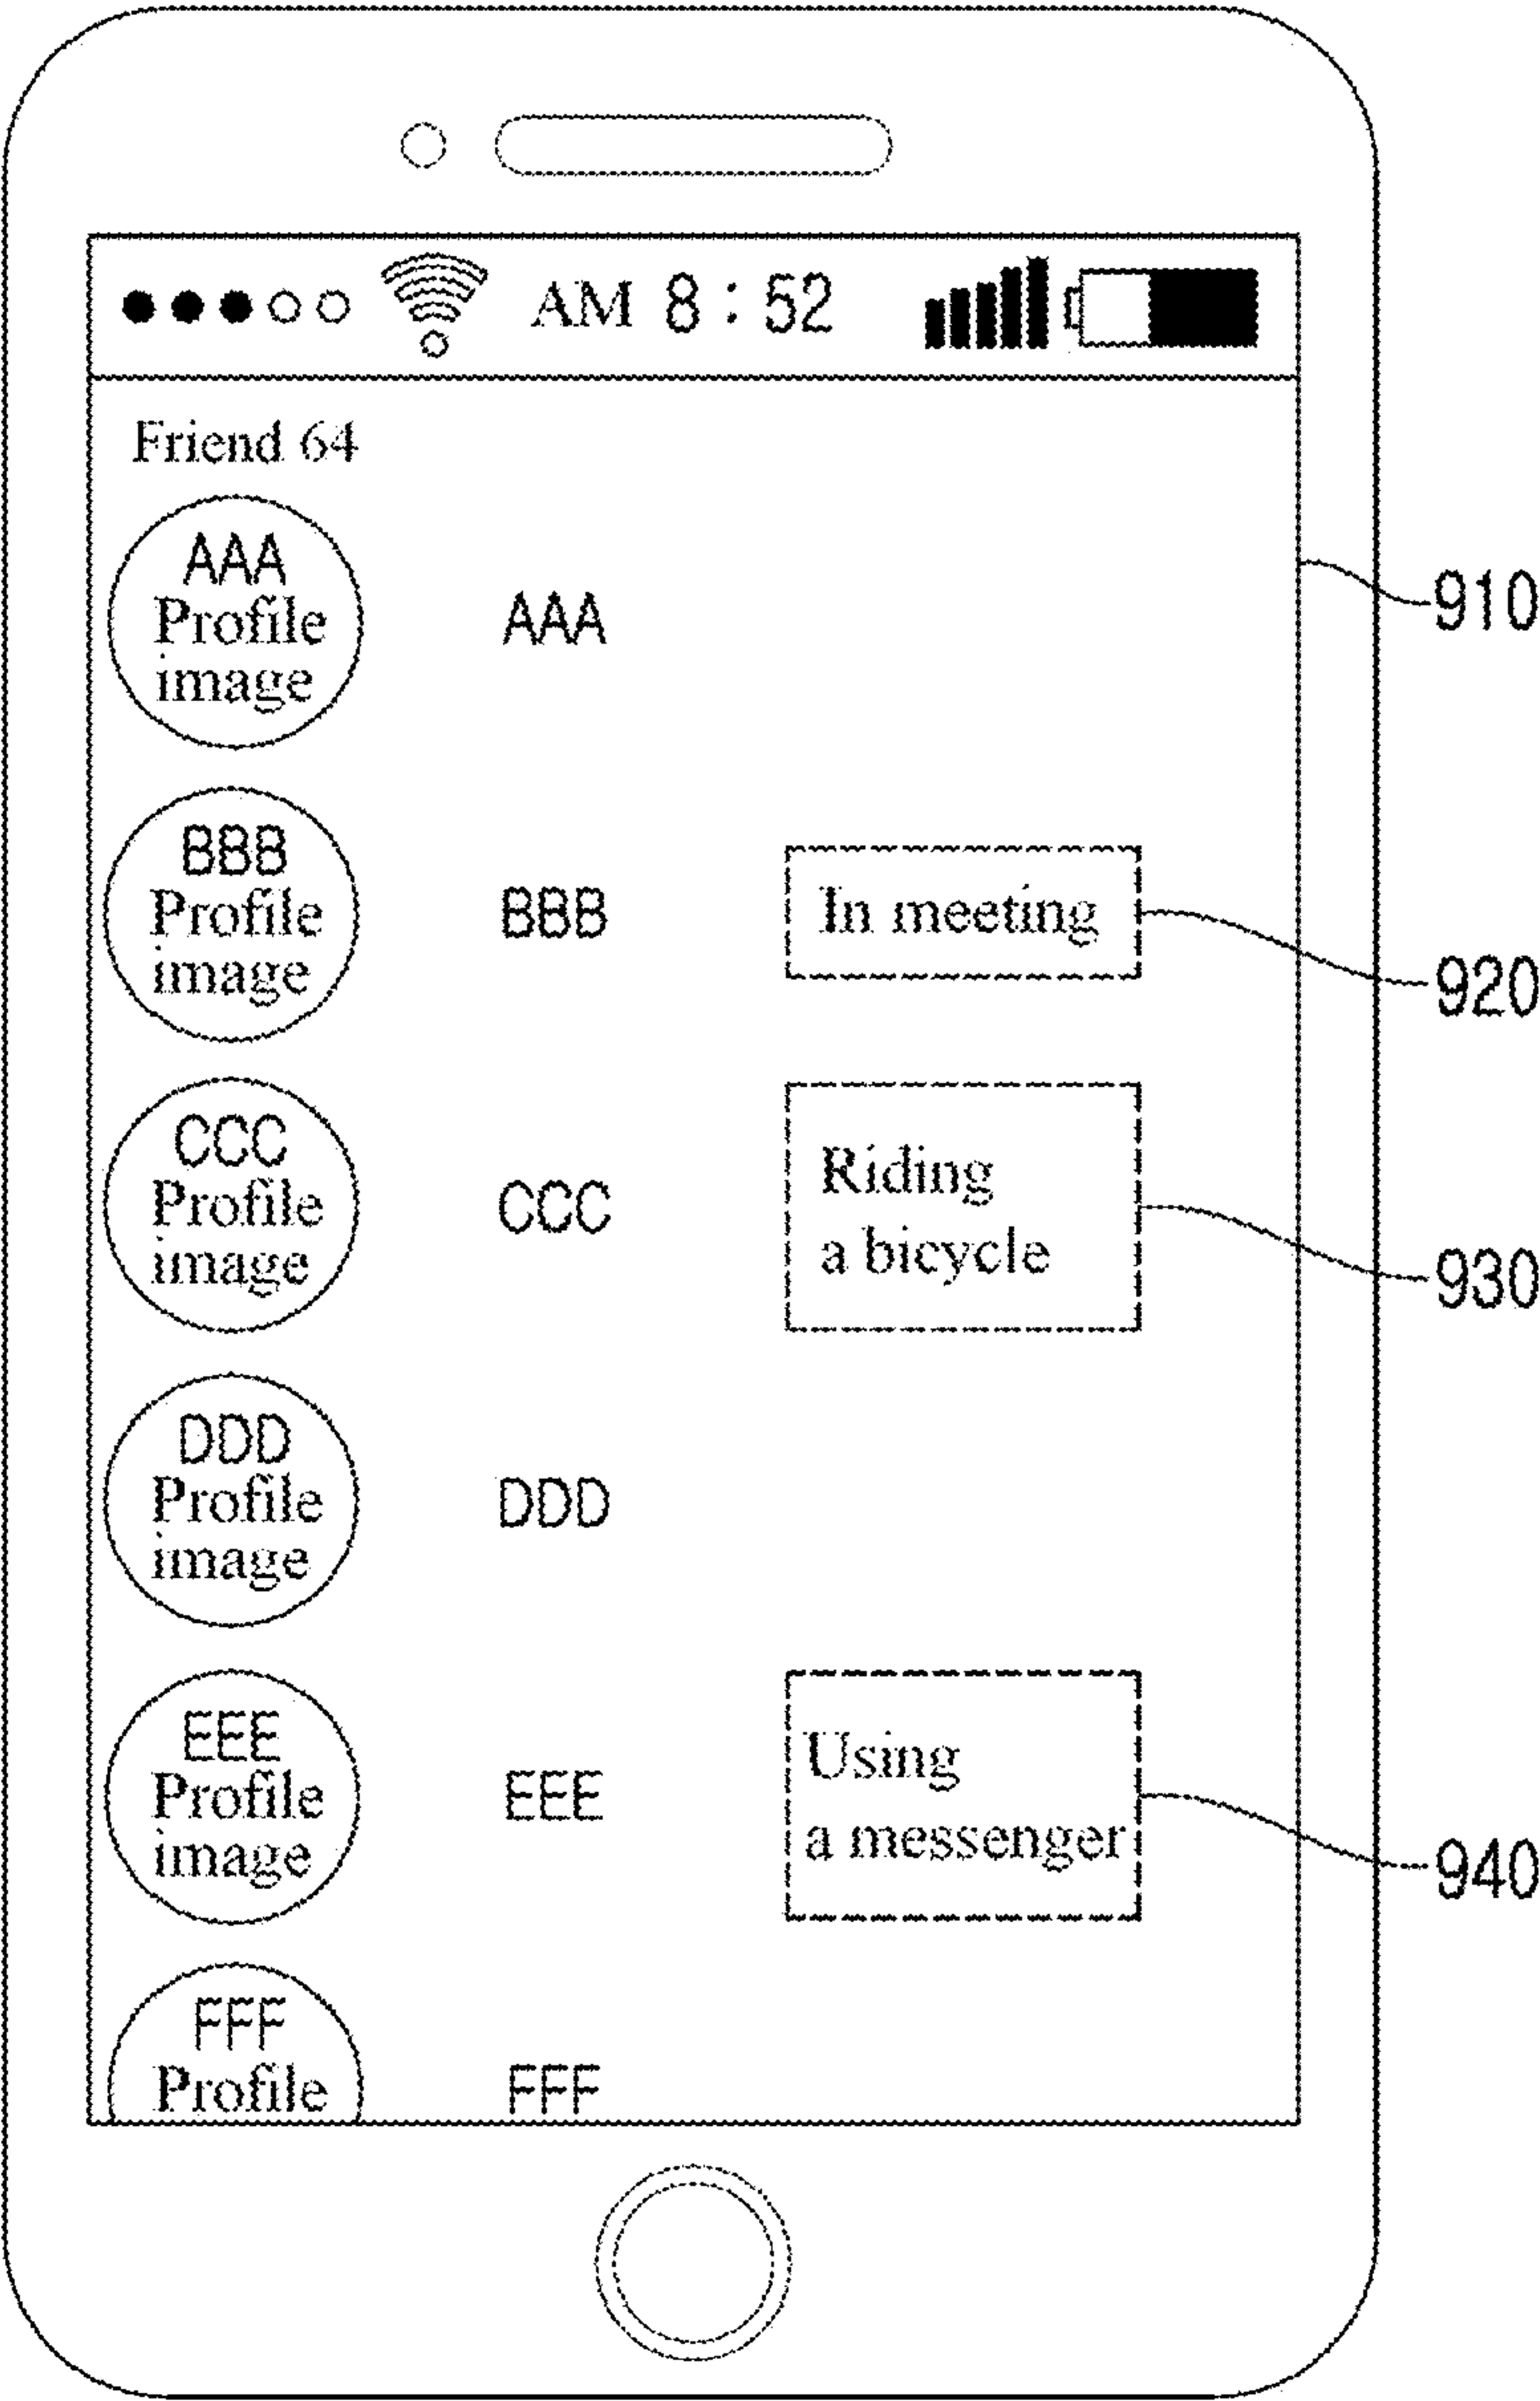 AM 8 : 52
Friend 64
AAA
Profile
image
AAA
910
BBB
Profile
image
BBB
In meeting
920
CCC
Profile
image
CCC
Riding
a bicycle
930
DDD
Profile
image
DDD
EEE
Profile
image
EEE
Using
a messenger
940
FFF
Profile
FFF